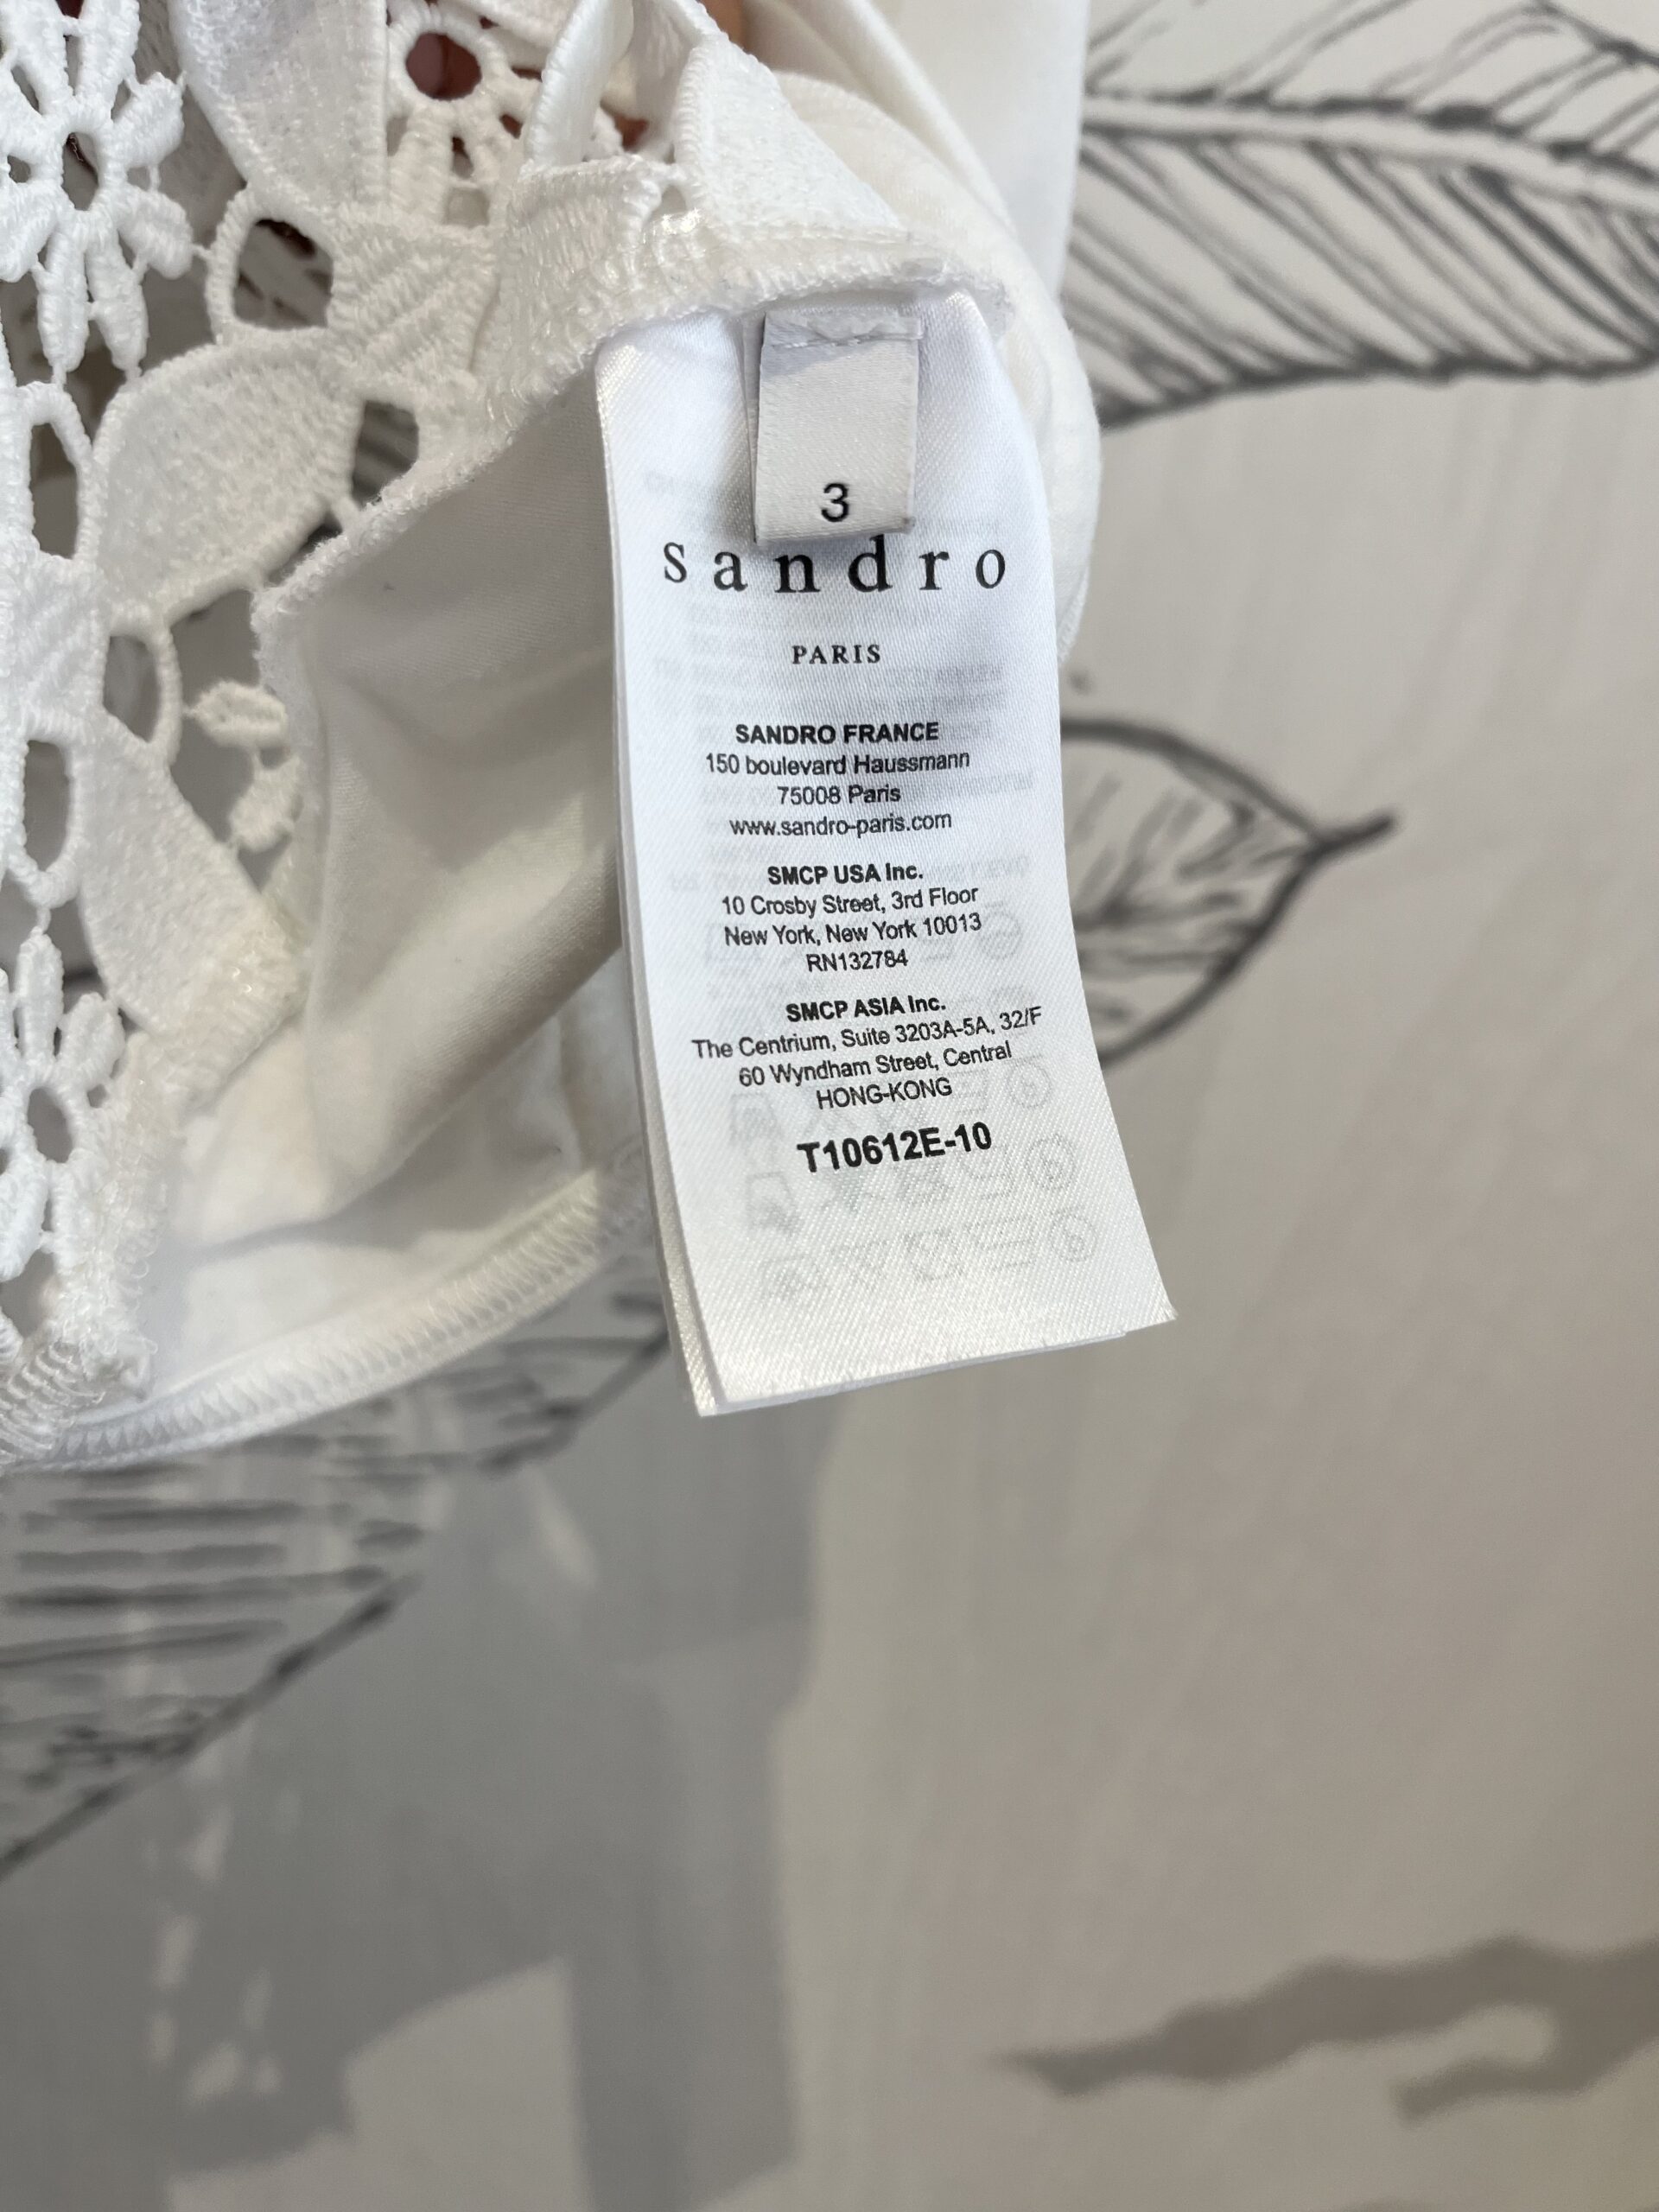 3
sandro
PARIS
SANDRO FRANCE
150 boulevard Haussmann
75008 Paris
www.sandro-paris.com
SMCP USA Inc.
10 Crosby Street, 3rd Floor
New York, New York 10013
RN132784
SMCP ASIA Inc.
The Centrium, Suite 3203A-5A, 32/F
60 Wyndham Street, Central
HONG-KONG
T10612E-10